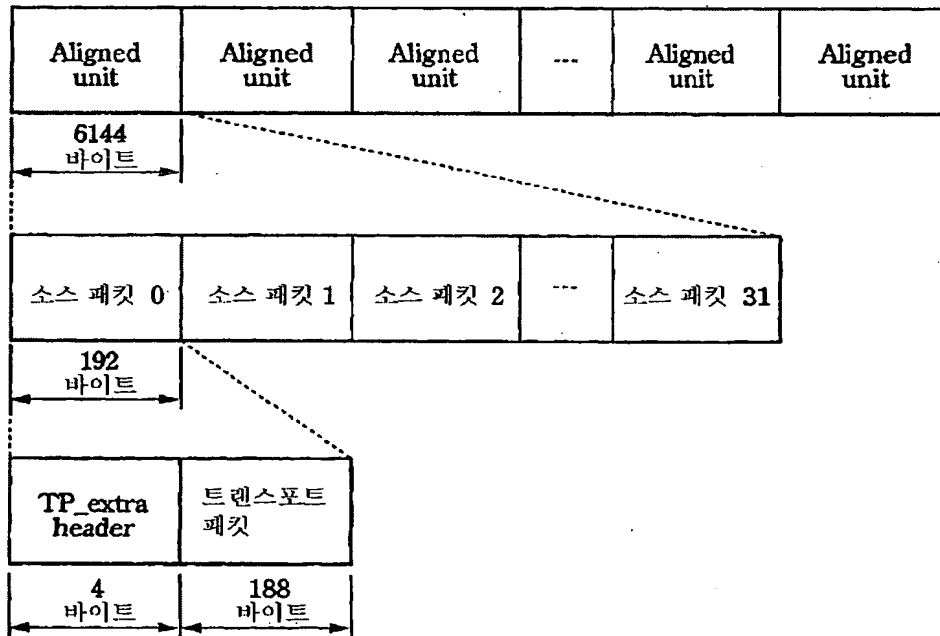 Aligned
unit
Aligned
unit
Aligned
unit
---
Aligned
unit
Aligned
unit
6144
바이트
소스 패킷 0
소스 패킷 1
소스 패킷 2
---
소스 패킷 31
192
바이트
TP_extra
header
트랜스포트
패킷
4
바이트
188
바이트